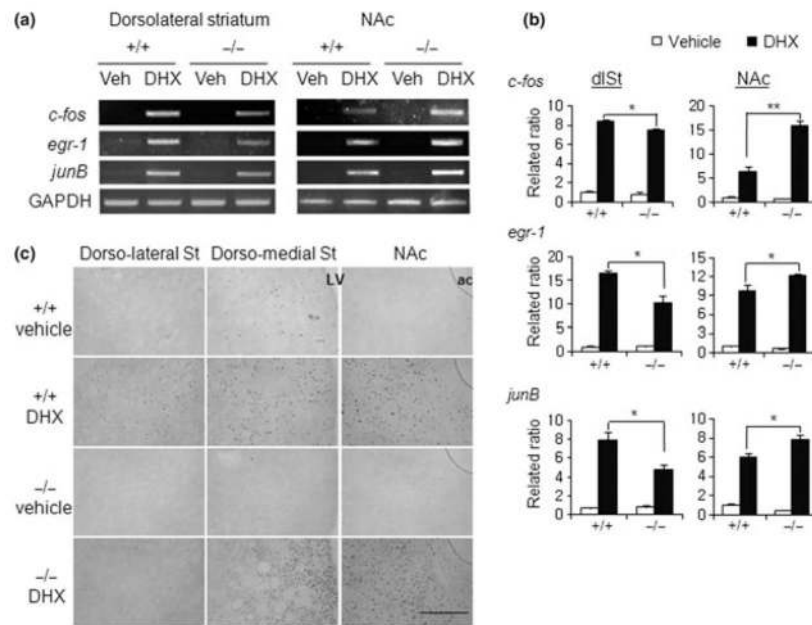 (a) Dorsolateral striatum NAc
+/+ –/– +/+ –/–
Veh DHX Veh DHX Veh DHX Veh DHX
c-fos
egr-1
junB
GAPDH
(b) □ Vehicle ■ DHX
c-fos dlSt NAc
Related ratio
10
8
6
4
2
0
+/+ –/–
*
20
15
10
5
0
+/+ –/–
**
egr-1
Related ratio
20
15
10
5
0
+/+ –/–
*
15
12
9
6
3
0
+/+ –/–
*
junB
Related ratio
10
8
6
4
2
0
+/+ –/–
*
10
8
6
4
2
0
+/+ –/–
*
(c) Dorso-lateral St Dorso-medial St NAc
LV ac
+/+
vehicle
+/+
DHX
–/–
vehicle
–/–
DHX